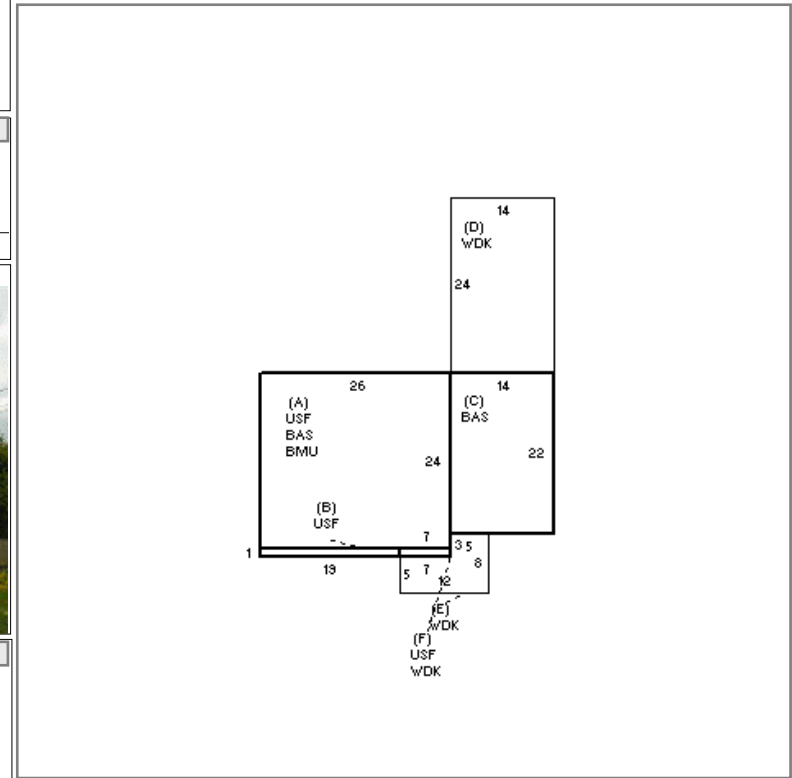 14
(D)
WDK
24
26
14
(A)
USF
BAS
BMU
(C)
BAS
22
24
(B)
USF
7
3 5
1
8
19
5
7
12
(E)
WDK
(F)
USF
WDK